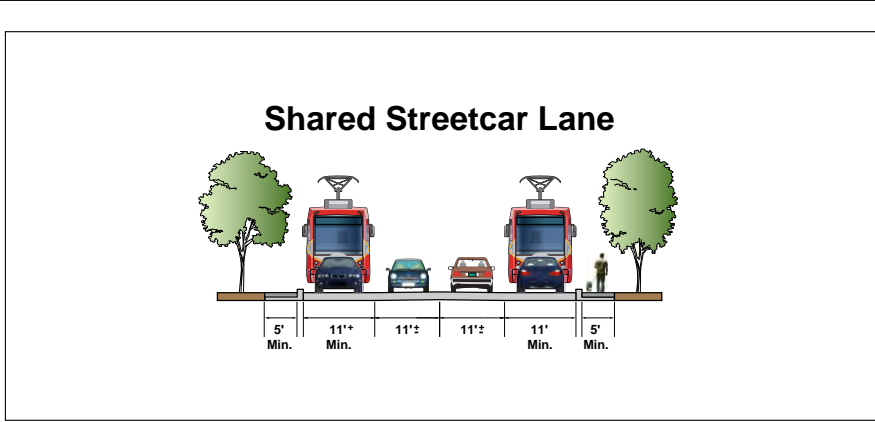 Shared Streetcar Lane
5' 11'+ 11'± 11'± 11' 5'
Min. Min. Min. Min.